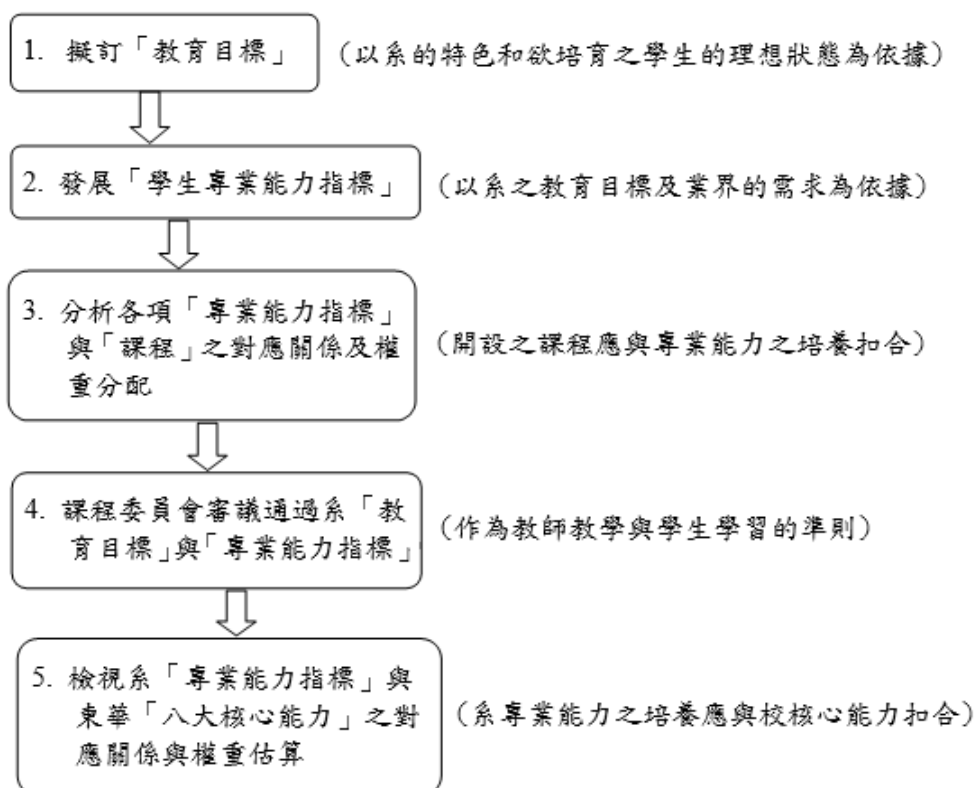 1. 擬訂「教育目標」 （以系的特色和欲培育之學生的理想狀態為依據）
2. 發展「學生專業能力指標」 （以系之教育目標及業界的需求為依據）
3. 分析各項「專業能力指標」
與「課程」之對應關係及權
重分配
（開設之課程應與專業能力之培養扣合）
4. 課程委員會審議通過系「教
育目標」與「專業能力指標」
（作為教師教學與學生學習的準則）
5. 檢視系「專業能力指標」與
東華「八大核心能力」之對
應關係與權重估算
（系專業能力之培養應與校核心能力扣合）